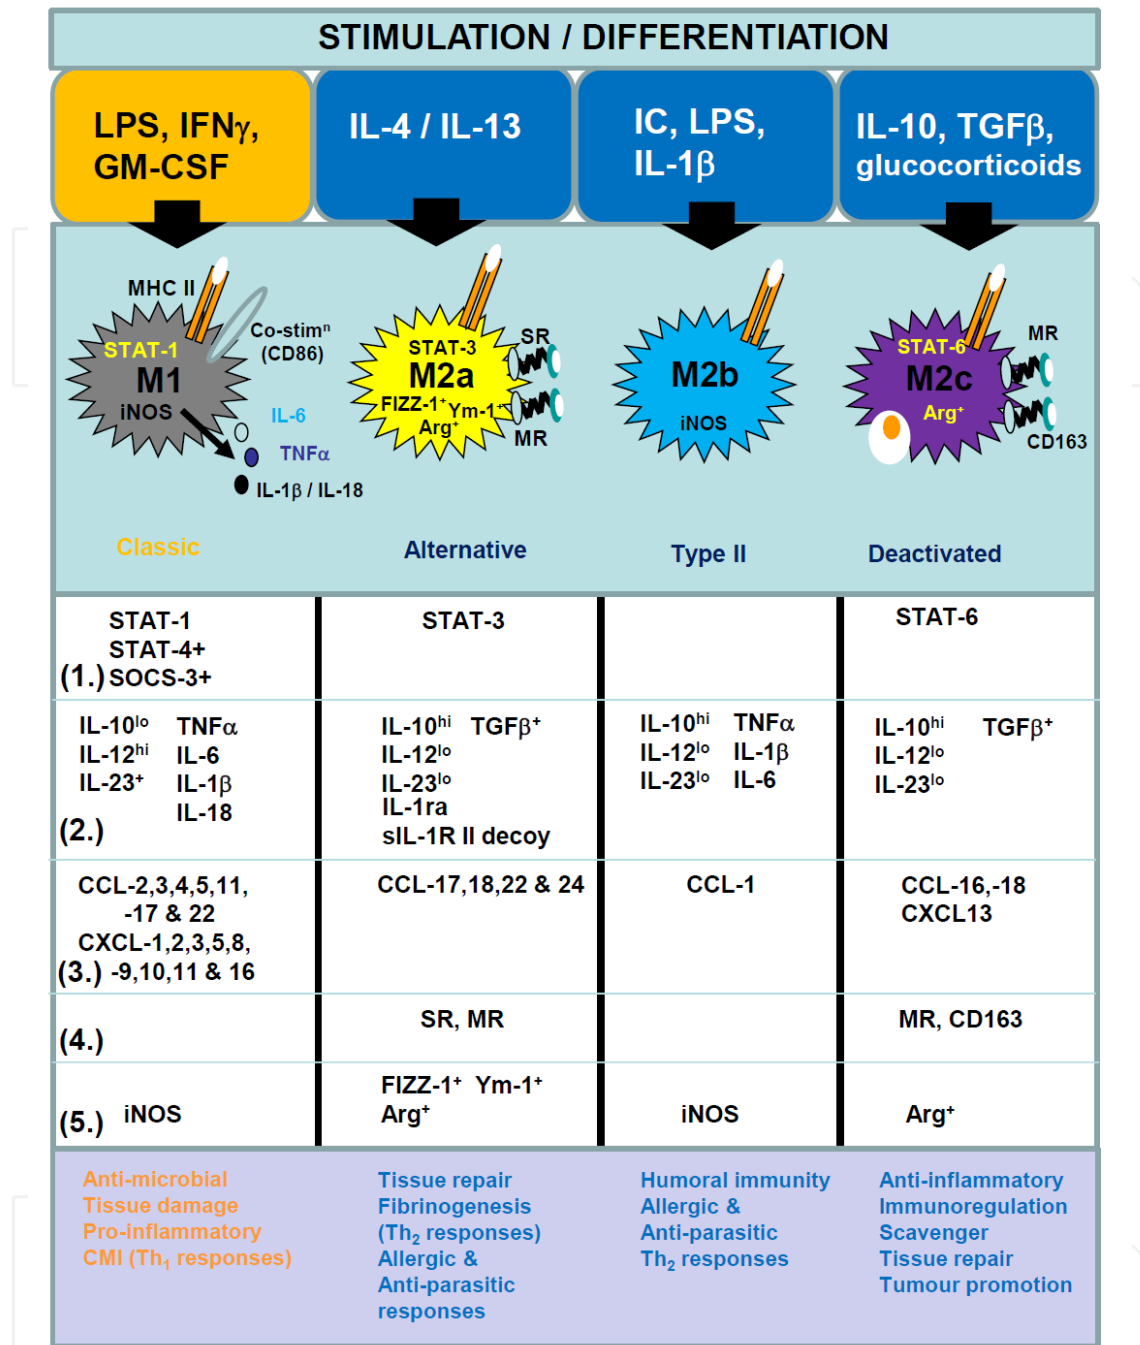 STIMULATION / DIFFERENTIATION
LPS, IFNγ,
GM-CSF
IL-4 / IL-13
IC, LPS,
IL-1β
IL-10, TGFβ,
glucocorticoids
MHC II
Co-stimⁿ
(CD86)
STAT-1
M1
iNOS
IL-6
TNFα
IL-1β / IL-18
Classic
SR
STAT-3
M2a
FIZZ-1⁺ Ym-1⁺
Arg⁺
MR
Alternative
M2b
iNOS
Type II
STAT-6
MR
M2c
Arg⁺
CD163
Deactivated
(1.)
STAT-1
STAT-4+
SOCS-3+
STAT-3
STAT-6
(2.)
IL-10ˡᵒ TNFα
IL-12ʰⁱ IL-6
IL-23⁺ IL-1β
IL-18
IL-10ʰⁱ TGFβ⁺
IL-12ˡᵒ
IL-23ˡᵒ
IL-1ra
sIL-1R II decoy
IL-10ʰⁱ TNFα
IL-12ˡᵒ IL-1β
IL-23ˡᵒ IL-6
IL-10ʰⁱ TGFβ⁺
IL-12ˡᵒ
IL-23ˡᵒ
(3.)
CCL-2,3,4,5,11,
-17 & 22
CXCL-1,2,3,5,8,
-9,10,11 & 16
CCL-17,18,22 & 24
CCL-1
CCL-16,-18
CXCL13
(4.)
SR, MR
MR, CD163
(5.)
iNOS
FIZZ-1⁺ Ym-1⁺
Arg⁺
iNOS
Arg⁺
Anti-microbial
Tissue damage
Pro-inflammatory
CMI (Th₁ responses)
Tissue repair
Fibrinogenesis
(Th₂ responses)
Allergic &
Anti-parasitic
responses
Humoral immunity
Allergic &
Anti-parasitic
Th₂ responses
Anti-inflammatory
Immunoregulation
Scavenger
Tissue repair
Tumour promotion